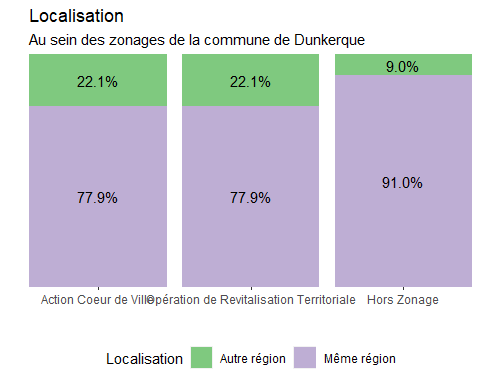 Localisation
Au sein des zonages de la commune de Dunkerque
22.1% 22.1% 9.0%
77.9% 77.9% 91.0%
Action Coeur de Ville Opération de Revitalisation Territoriale Hors Zonage
Localisation Autre région Même région